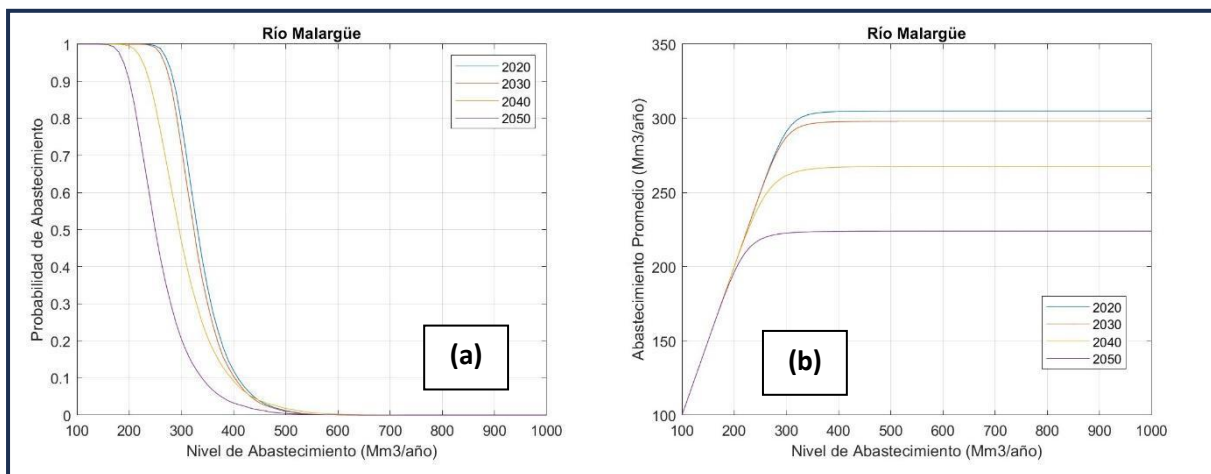 Río Malargüe
1
0.9
0.8
0.7
0.6
0.5
0.4
0.3
0.2
0.1
0
Probabilidad de Abastecimiento
2020
2030
2040
2050
(a)
100 200 300 400 500 600 700 800 900 1000
Nivel de Abastecimiento (Mm3/año)
Río Malargüe
350
300
250
200
150
100
Abastecimiento Promedio (Mm3/año)
2020
2030
2040
2050
(b)
100 200 300 400 500 600 700 800 900 1000
Nivel de Abastecimiento (Mm3/año)